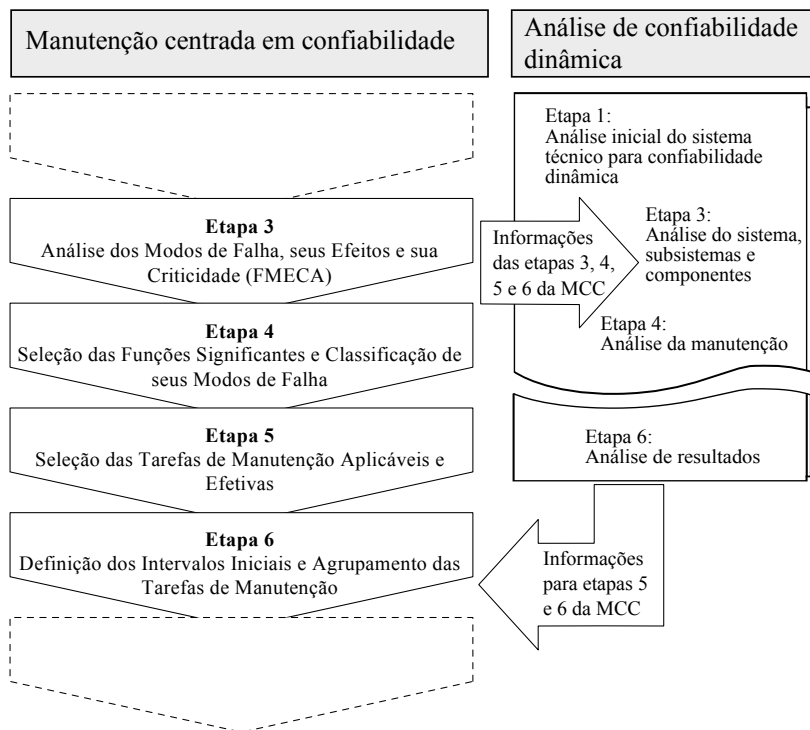 Manutenção centrada em confiabilidade
Análise de confiabilidade
dinâmica
Etapa 3
Análise dos Modos de Falha, seus Efeitos e sua
Criticidade (FMECA)
Etapa 4
Seleção das Funções Significantes e Classificação de
seus Modos de Falha
Etapa 5
Seleção das Tarefas de Manutenção Aplicáveis e
Efetivas
Etapa 6
Definição dos Intervalos Iniciais e Agrupamento das
Tarefas de Manutenção
Informações
das etapas 3, 4,
5 e 6 da MCC
Etapa 1:
Análise inicial do sistema
técnico para confiabilidade
dinâmica
Etapa 3:
Análise do sistema,
subsistemas e
componentes
Etapa 4:
Análise da manutenção
Etapa 6:
Análise de resultados
Informações
para etapas 5
e 6 da MCC